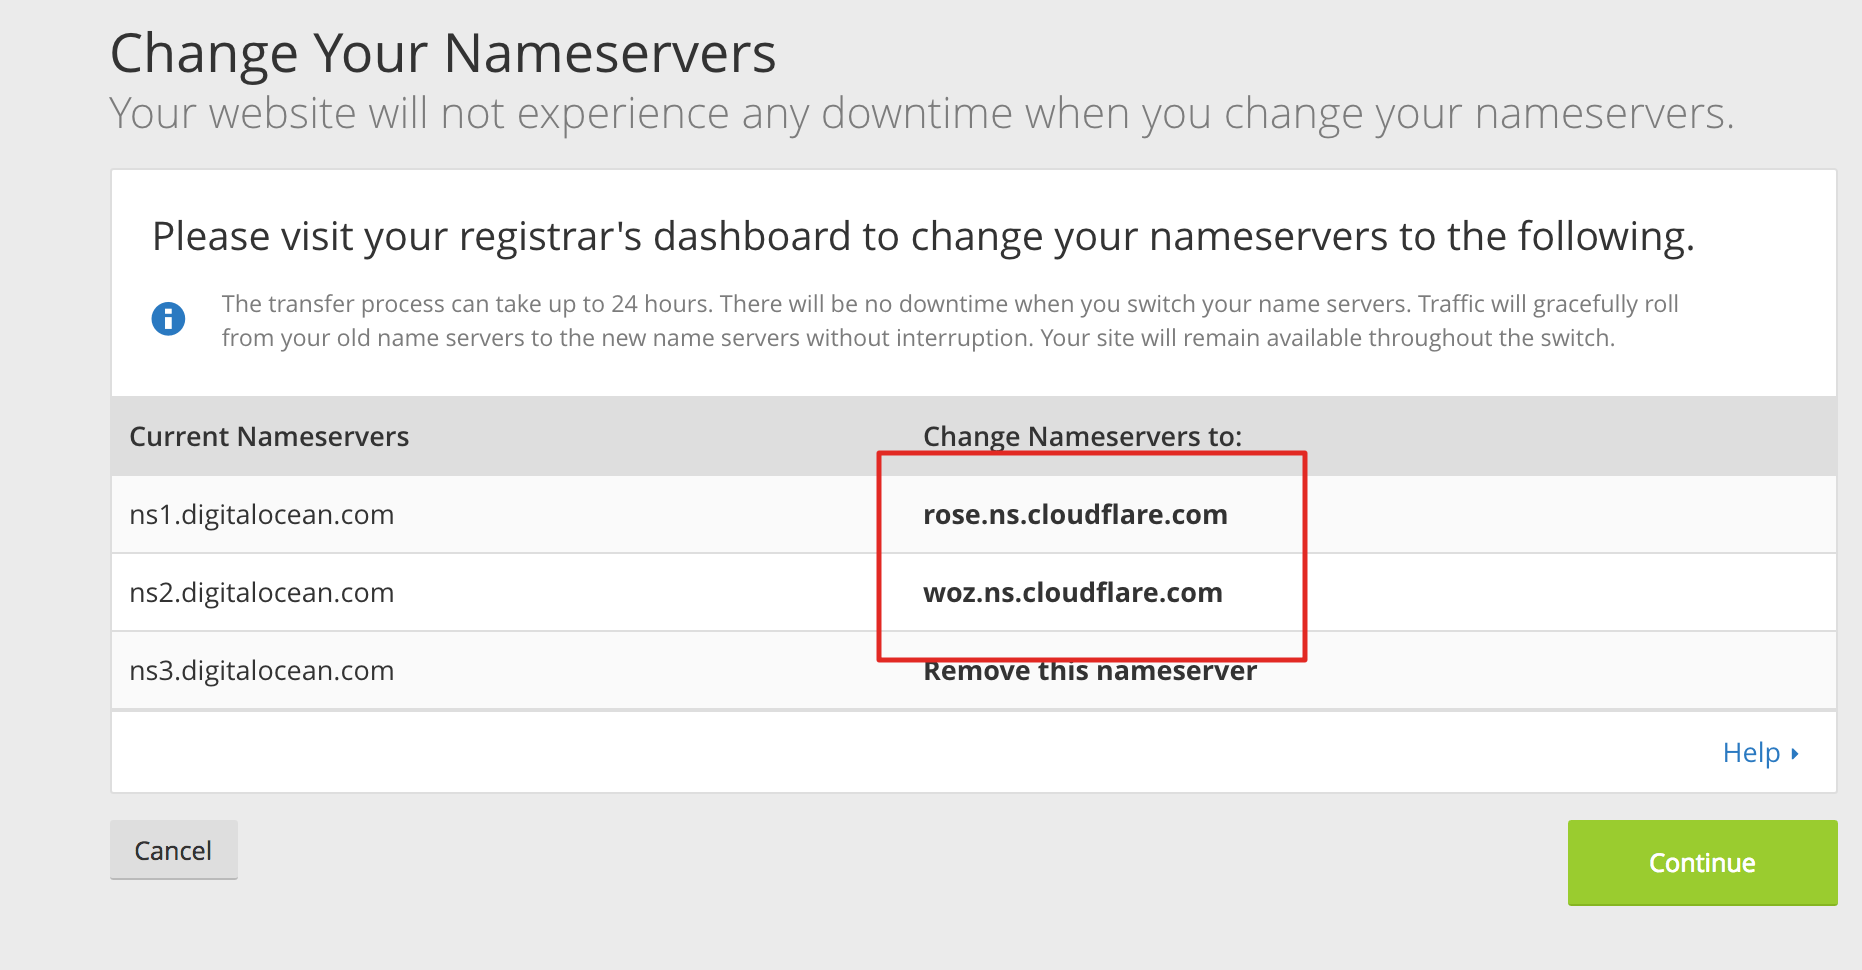 Change Your Nameservers
Your website will not experience any downtime when you change your nameservers.
Please visit your registrar's dashboard to change your nameservers to the following.
The transfer process can take up to 24 hours. There will be no downtime when you switch your name servers. Traffic will gracefully roll
from your old name servers to the new name servers without interruption. Your site will remain available throughout the switch.
Current Nameservers
Change Nameservers to:
ns1.digitalocean.com
rose.ns.cloudflare.com
ns2.digitalocean.com
woz.ns.cloudflare.com
ns3.digitalocean.com
Remove this nameserver
Help
Cancel
Continue